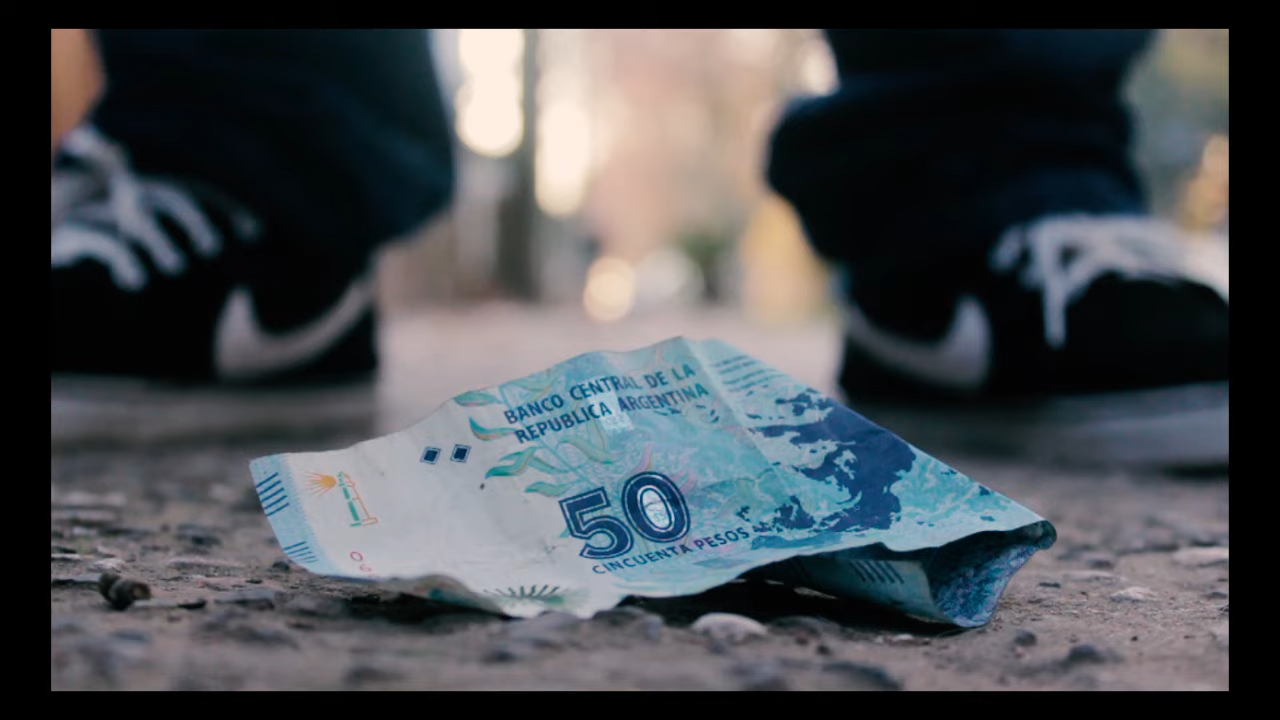 BANCO CENTRAL DE LA
REPUBLICA ARGENTINA
50
CINCUENTA PESOS